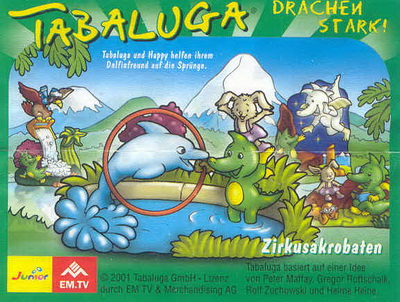 TABALUGA®
DRACHEN
STARK!
Tabaluga und Happy helfen ihrem
Delfinfreund auf die Sprünge.
Zirkusakrobaten
Junior
EM.TV
© 2001 Tabaluga GmbH - Lizenz
durch EM.TV & Merchandising AG
Tabaluga basiert auf einer Idee
von Peter Maffay, Gregor Rottschalk,
Rolf Zuckowski und Helme Heine.